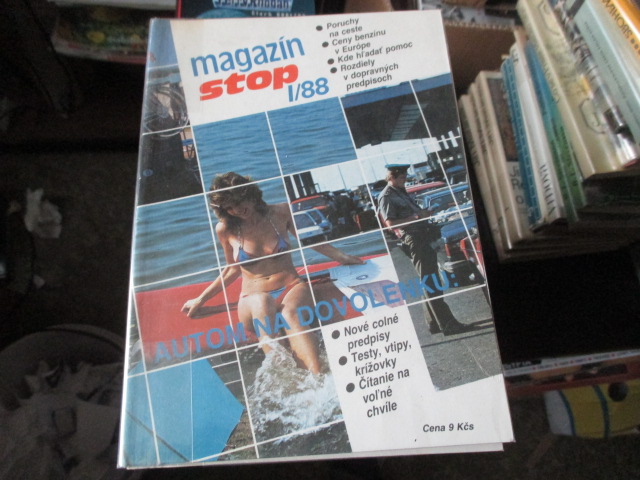 magazín
stop
I/88
● Poruchy
na ceste
● Ceny benzínu
v Európe
● Kde hľadať pomoc
● Rozdiely
v dopravných
predpisoch
AUTOM NA DOVOLENKU:
● Nové colné
predpisy
● Testy, vtipy,
krížovky
● Čítanie na
voľné
chvíle
Cena 9 Kčs